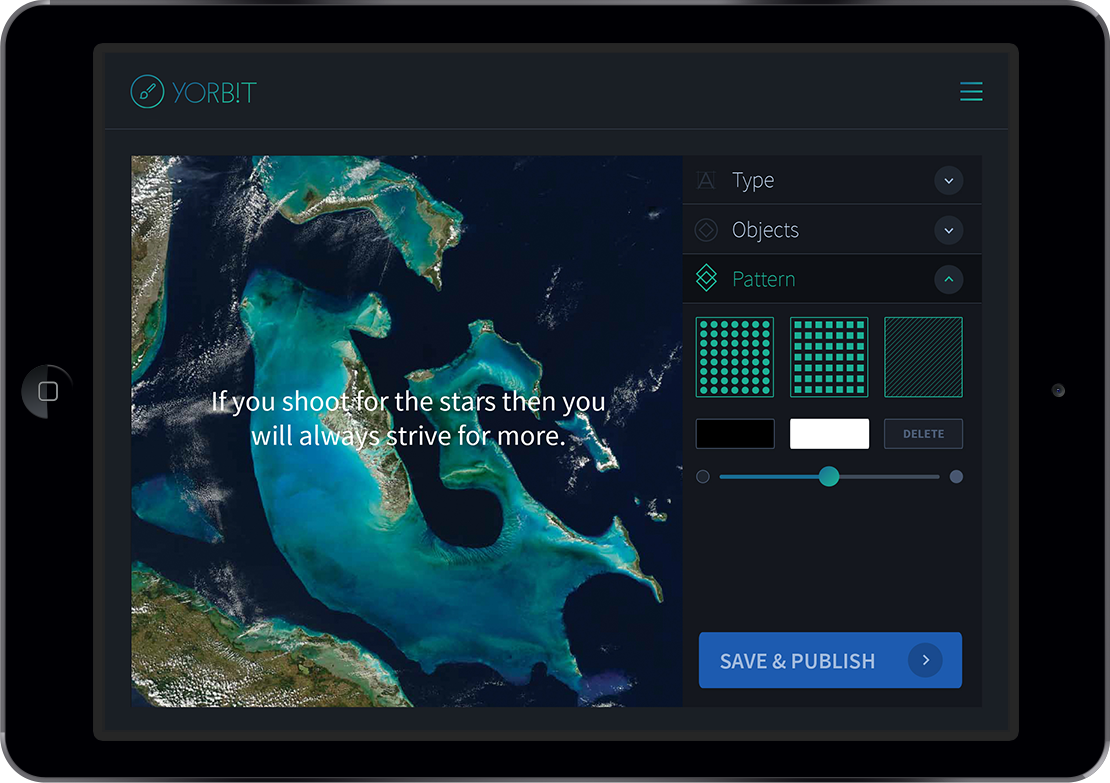 YORB!T
If you shoot for the stars then you
will always strive for more.
Type
Objects
Pattern
DELETE
SAVE & PUBLISH